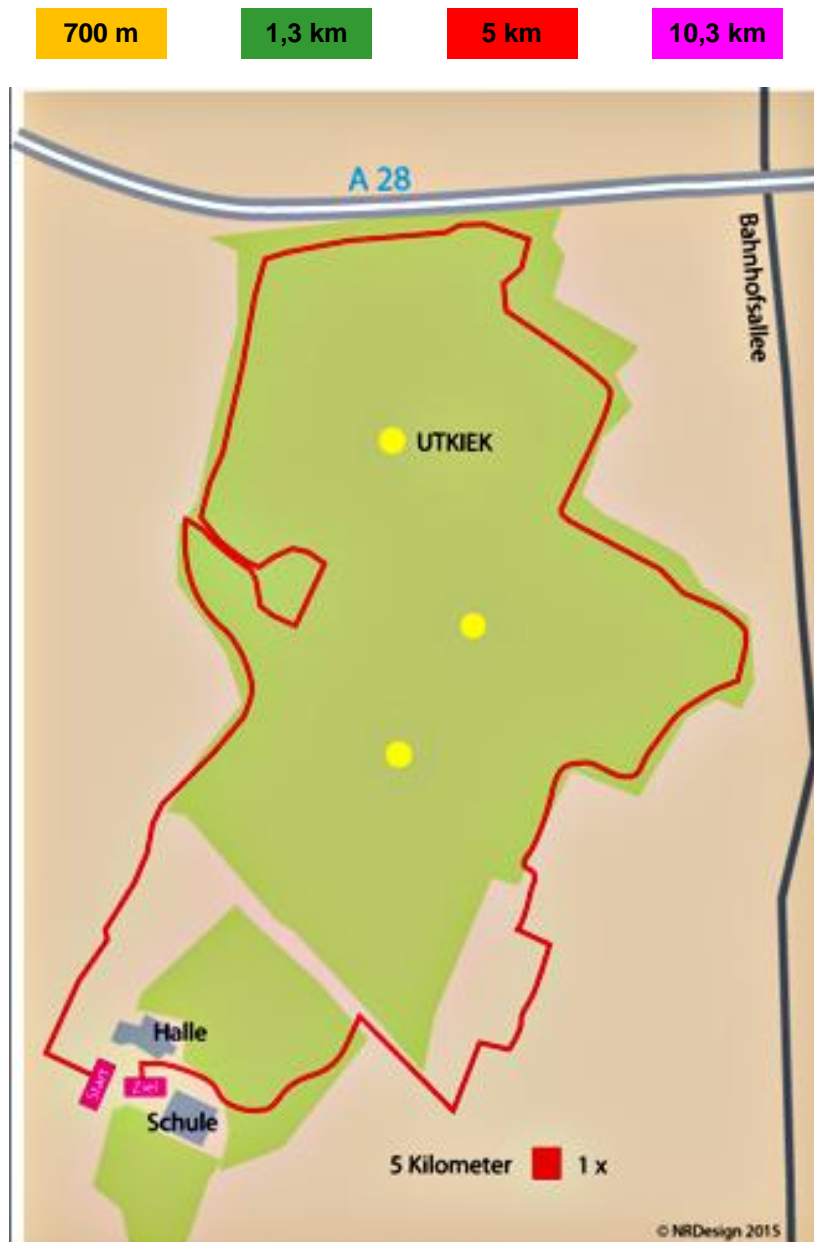 700 m
1,3 km
5 km
10,3 km
A 28
Bahnhofsallee
UTKIEK
Halle
Start
Ziel
Schule
5 Kilometer 1 x
© NRDesign 2015